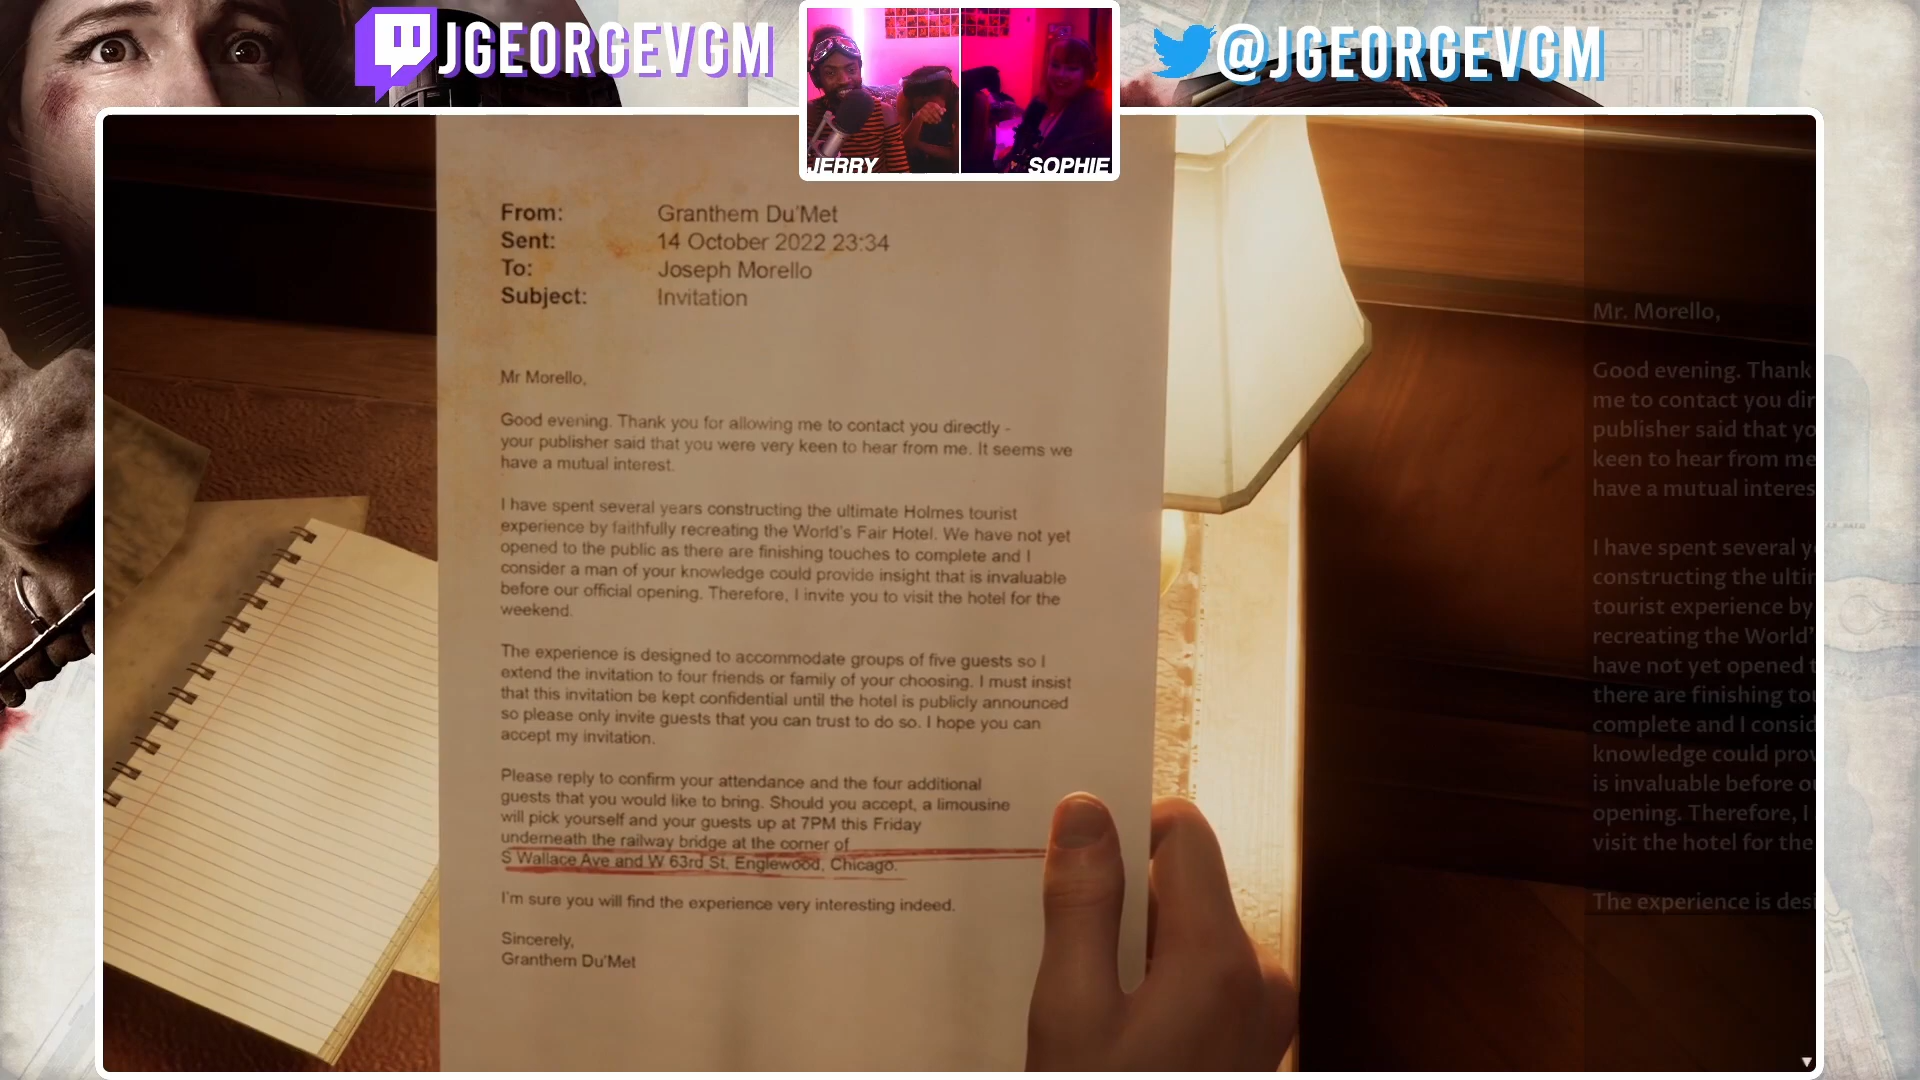 JGEORGEVGM
@JGEORGEVGM
JERRY
SOPHIE
From: Granthem Du'Met
Sent: 14 October 2022 23:34
To: Joseph Morello
Subject: Invitation
Mr Morello,
Good evening. Thank you for allowing me to contact you directly -
your publisher said that you were very keen to hear from me. It seems we
have a mutual interest.
I have spent several years constructing the ultimate Holmes tourist
experience by faithfully recreating the World's Fair Hotel. We have not yet
opened to the public as there are finishing touches to complete and I
consider a man of your knowledge could provide insight that is invaluable
before our official opening. Therefore, I invite you to visit the hotel for the
weekend.
The experience is designed to accommodate groups of five guests so I
extend the invitation to four friends or family of your choosing. I must insist
that this invitation be kept confidential until the hotel is publicly announced
so please only invite guests that you can trust to do so. I hope you can
accept my invitation.
Please reply to confirm your attendance and the four additional
guests that you would like to bring. Should you accept, a limousine
will pick yourself and your guests up at 7PM this Friday
underneath the railway bridge at the corner of
S Wallace Ave and W 63rd St, Englewood, Chicago.
I'm sure you will find the experience very interesting indeed.
Sincerely,
Granthem Du'Met
Mr. Morello,
Good evening. Thank
me to contact you dir
publisher said that yo
keen to hear from me
have a mutual interes
I have spent several y
constructing the ultim
tourist experience by
recreating the World'
have not yet opened t
there are finishing tou
complete and I consid
knowledge could prov
is invaluable before ou
opening. Therefore, I
visit the hotel for the
The experience is desi